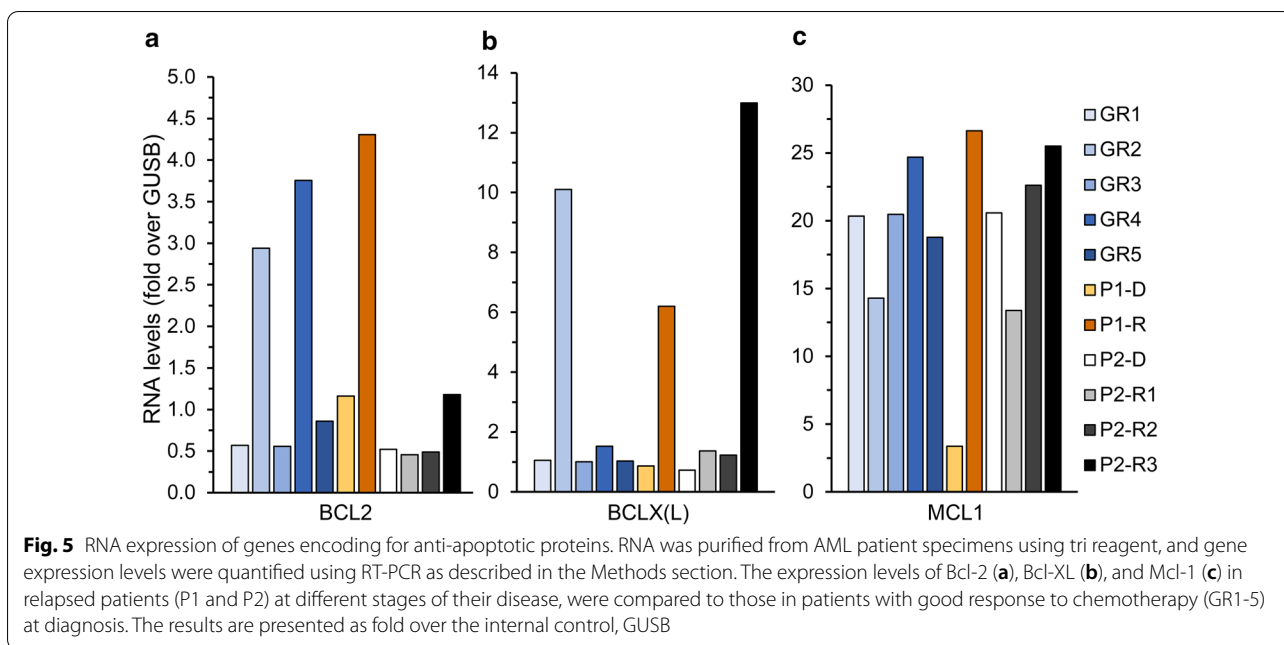 a
b
c
RNA levels (fold over GUSB)
5.0
4.5
4.0
3.5
3.0
2.5
2.0
1.5
1.0
0.5
0.0
BCL2
14
12
10
8
6
4
2
0
BCLX(L)
30
25
20
15
10
5
0
MCL1
GR1
GR2
GR3
GR4
GR5
P1-D
P1-R
P2-D
P2-R1
P2-R2
P2-R3
Fig. 5 RNA expression of genes encoding for anti-apoptotic proteins. RNA was purified from AML patient specimens using tri reagent, and gene
expression levels were quantified using RT-PCR as described in the Methods section. The expression levels of Bcl-2 (a), Bcl-XL (b), and Mcl-1 (c) in
relapsed patients (P1 and P2) at different stages of their disease, were compared to those in patients with good response to chemotherapy (GR1-5)
at diagnosis. The results are presented as fold over the internal control, GUSB